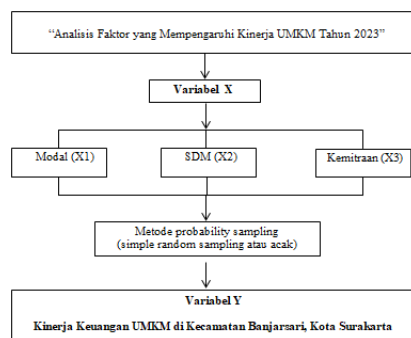 “Analisis Faktor yang Mempengaruhi Kinerja UMKM Tahun 2023”
Variabel X
Modal (X1)
SDM (X2)
Kemitraan (X3)
Metode probability sampling
(simple random sampling atau acak)
Variabel Y
Kinerja Keuangan UMKM di Kecamatan Banjarsari, Kota Surakarta